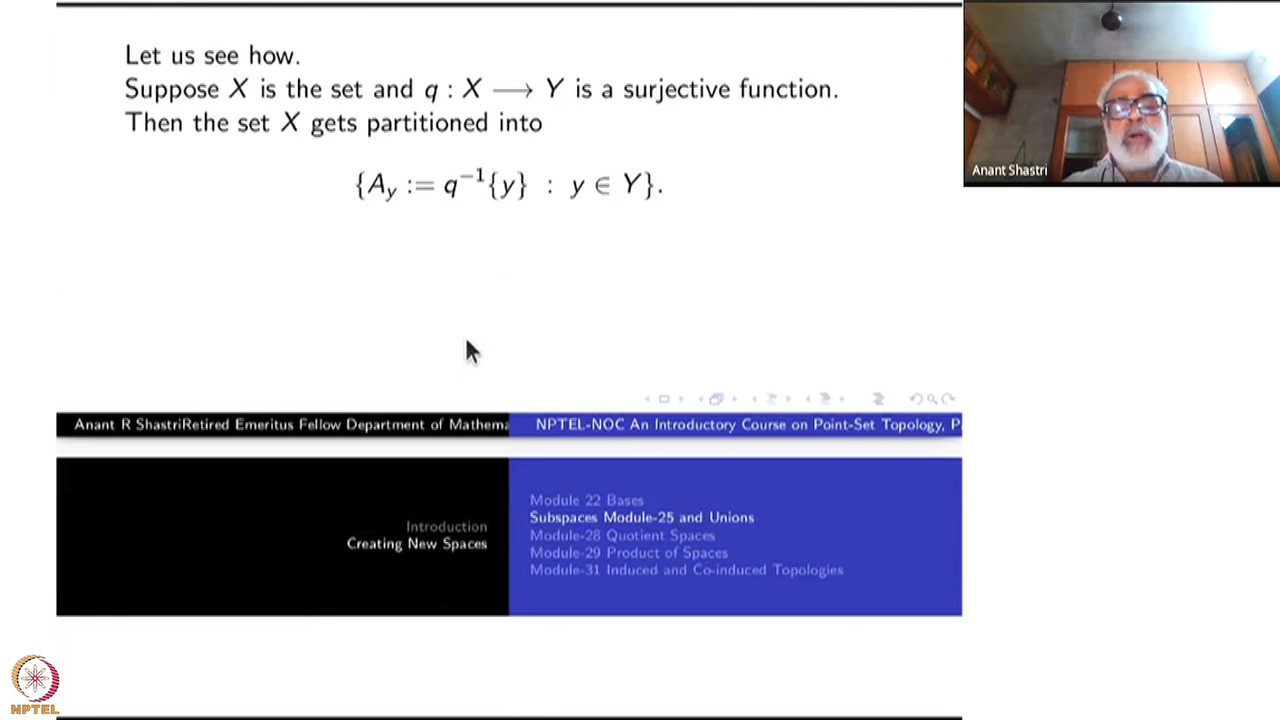 Let us see how.
Suppose X is the set and q : X ⟶ Y is a surjective function.
Then the set X gets partitioned into
{A_y := q⁻¹{y} : y ∈ Y}.
Anant Shastri
Anant R ShastriRetired Emeritus Fellow Department of Mathema
NPTEL-NOC An Introductory Course on Point-Set Topology, P
Introduction
Creating New Spaces
Module 22 Bases
Subspaces Module-25 and Unions
Module-28 Quotient Spaces
Module-29 Product of Spaces
Module-31 Induced and Co-induced Topologies
NPTEL